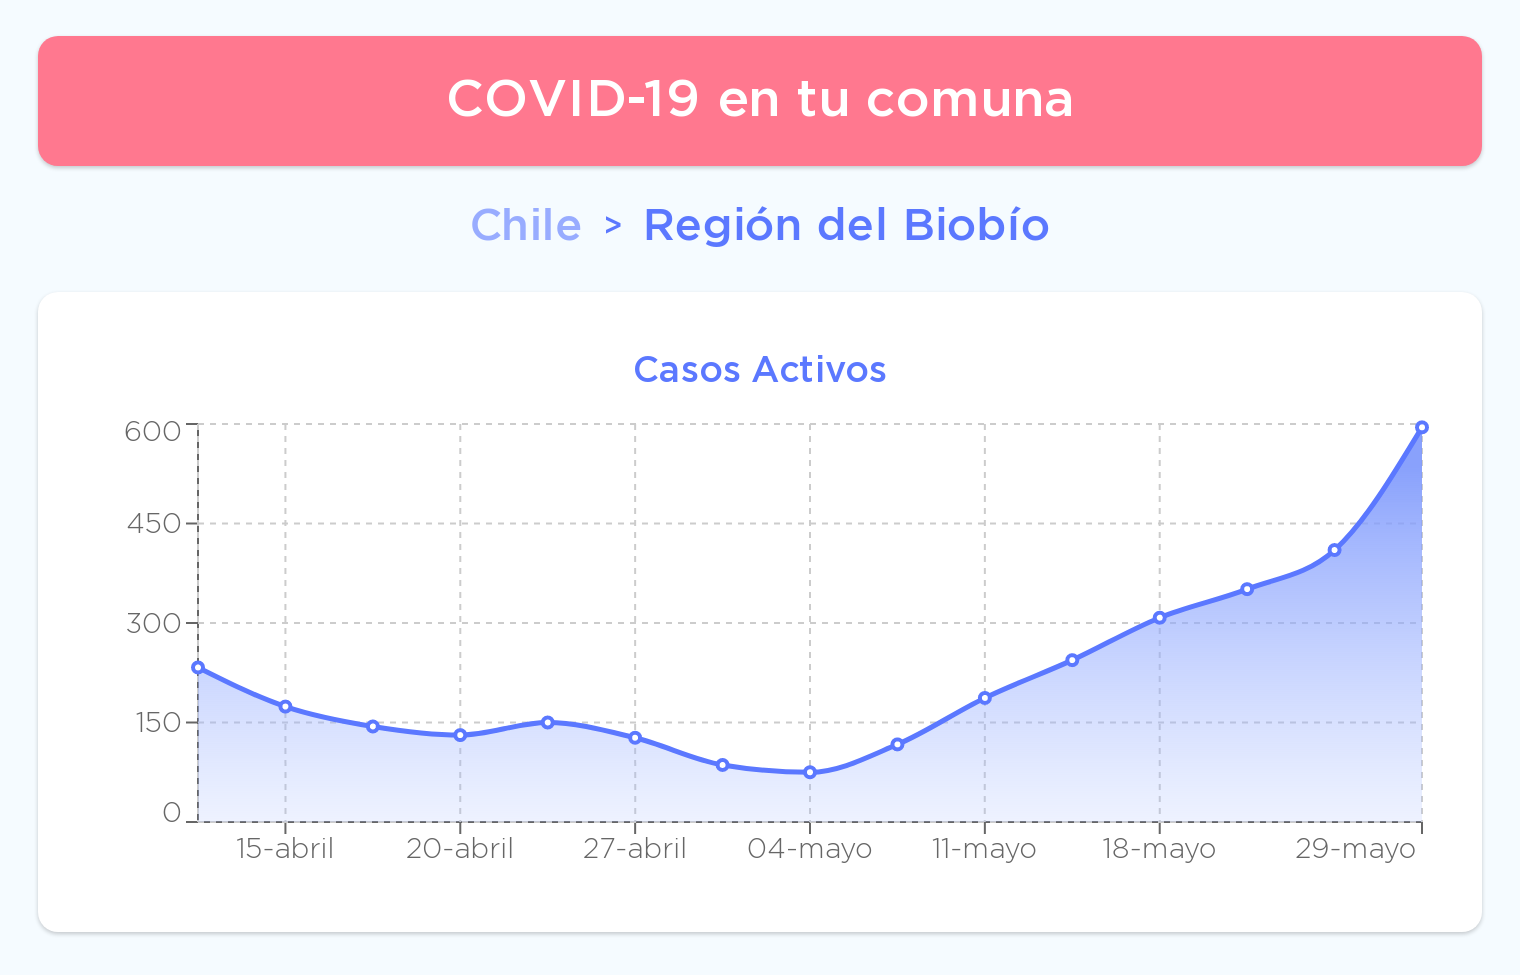 COVID-19 en tu comuna
Chile > Región del Biobío
Casos Activos
600
450
300
150
0
15-abril 20-abril 27-abril 04-mayo 11-mayo 18-mayo 29-mayo